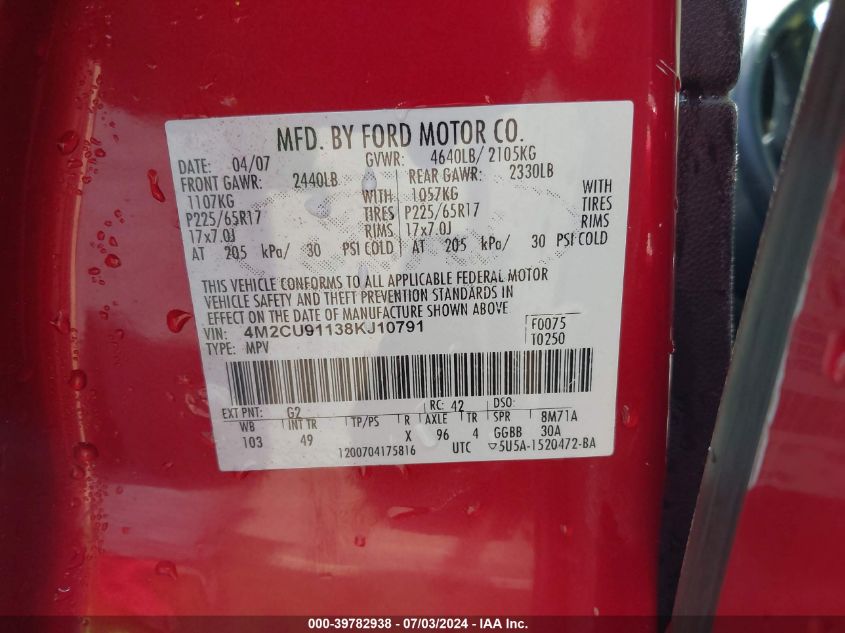 MFD. BY FORD MOTOR CO.
DATE: 04/07 GVWR: 4640LB/ 2105KG
FRONT GAWR: 2440LB REAR GAWR: 2330LB
1107KG WITH 1057KG WITH
P225/65R17 TIRES P225/65R17 TIRES
17x7.0J RIMS 17x7.0J RIMS
AT 205 kPa/ 30 PSI COLD AT 205 kPa/ 30 PSI COLD
THIS VEHICLE CONFORMS TO ALL APPLICABLE FEDERAL MOTOR
VEHICLE SAFETY AND THEFT PREVENTION STANDARDS IN
EFFECT ON THE DATE OF MANUFACTURE SHOWN ABOVE
VIN: 4M2CU91138KJ10791 F0075
TYPE: MPV T0250
EXT PNT: G2 RC: 42 DSO:
WB INT TR TP/PS R AXLE TR SPR 8M71A
103 49 X 96 4 GGBB 30A
1200704175816 UTC ▽5U5A-1520472-BA
000-39782938 - 07/03/2024 - IAA Inc.